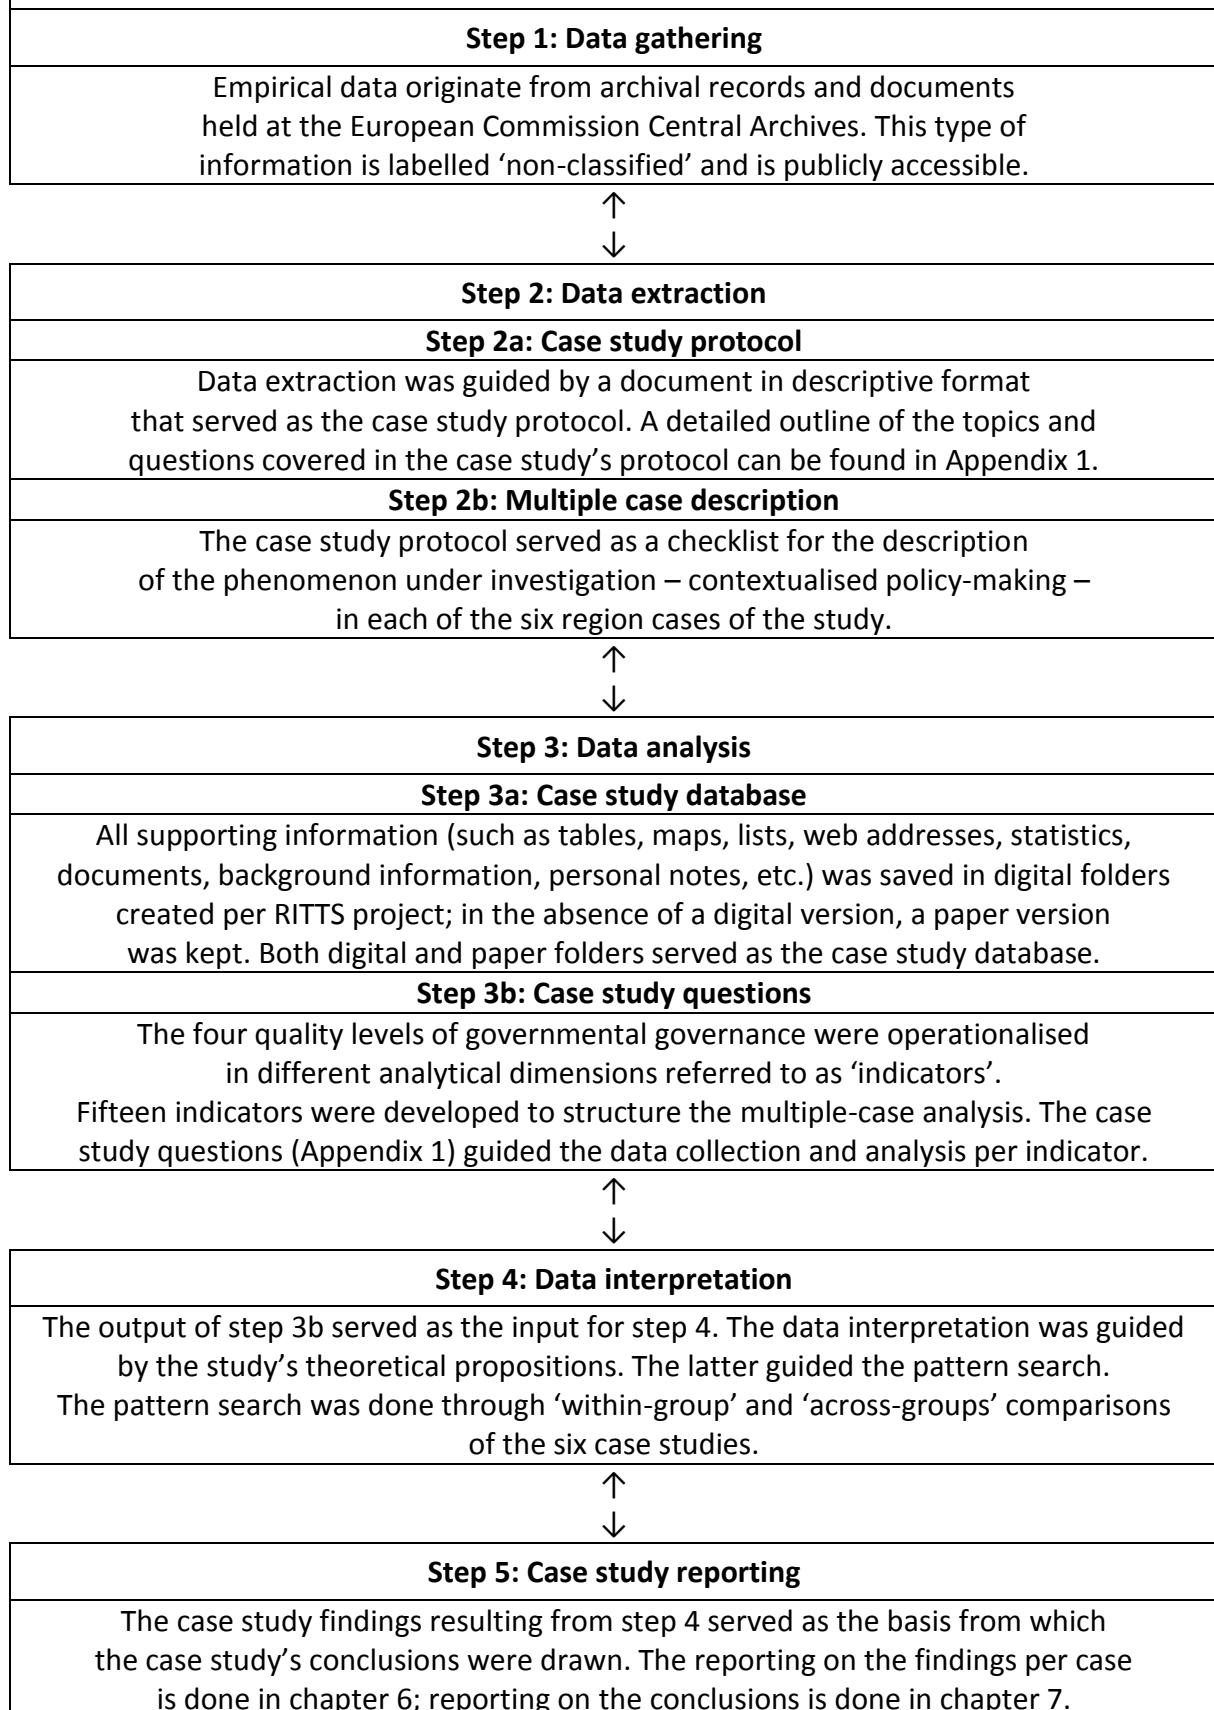 Step 1: Data gathering
Empirical data originate from archival records and documents
held at the European Commission Central Archives. This type of
information is labelled ‘non-classified’ and is publicly accessible.
↑
↓
Step 2: Data extraction
Step 2a: Case study protocol
Data extraction was guided by a document in descriptive format
that served as the case study protocol. A detailed outline of the topics and
questions covered in the case study’s protocol can be found in Appendix 1.
Step 2b: Multiple case description
The case study protocol served as a checklist for the description
of the phenomenon under investigation – contextualised policy-making –
in each of the six region cases of the study.
↑
↓
Step 3: Data analysis
Step 3a: Case study database
All supporting information (such as tables, maps, lists, web addresses, statistics,
documents, background information, personal notes, etc.) was saved in digital folders
created per RITTS project; in the absence of a digital version, a paper version
was kept. Both digital and paper folders served as the case study database.
Step 3b: Case study questions
The four quality levels of governmental governance were operationalised
in different analytical dimensions referred to as ‘indicators’.
Fifteen indicators were developed to structure the multiple-case analysis. The case
study questions (Appendix 1) guided the data collection and analysis per indicator.
↑
↓
Step 4: Data interpretation
The output of step 3b served as the input for step 4. The data interpretation was guided
by the study’s theoretical propositions. The latter guided the pattern search.
The pattern search was done through ‘within-group’ and ‘across-groups’ comparisons
of the six case studies.
↑
↓
Step 5: Case study reporting
The case study findings resulting from step 4 served as the basis from which
the case study’s conclusions were drawn. The reporting on the findings per case
is done in chapter 6; reporting on the conclusions is done in chapter 7.